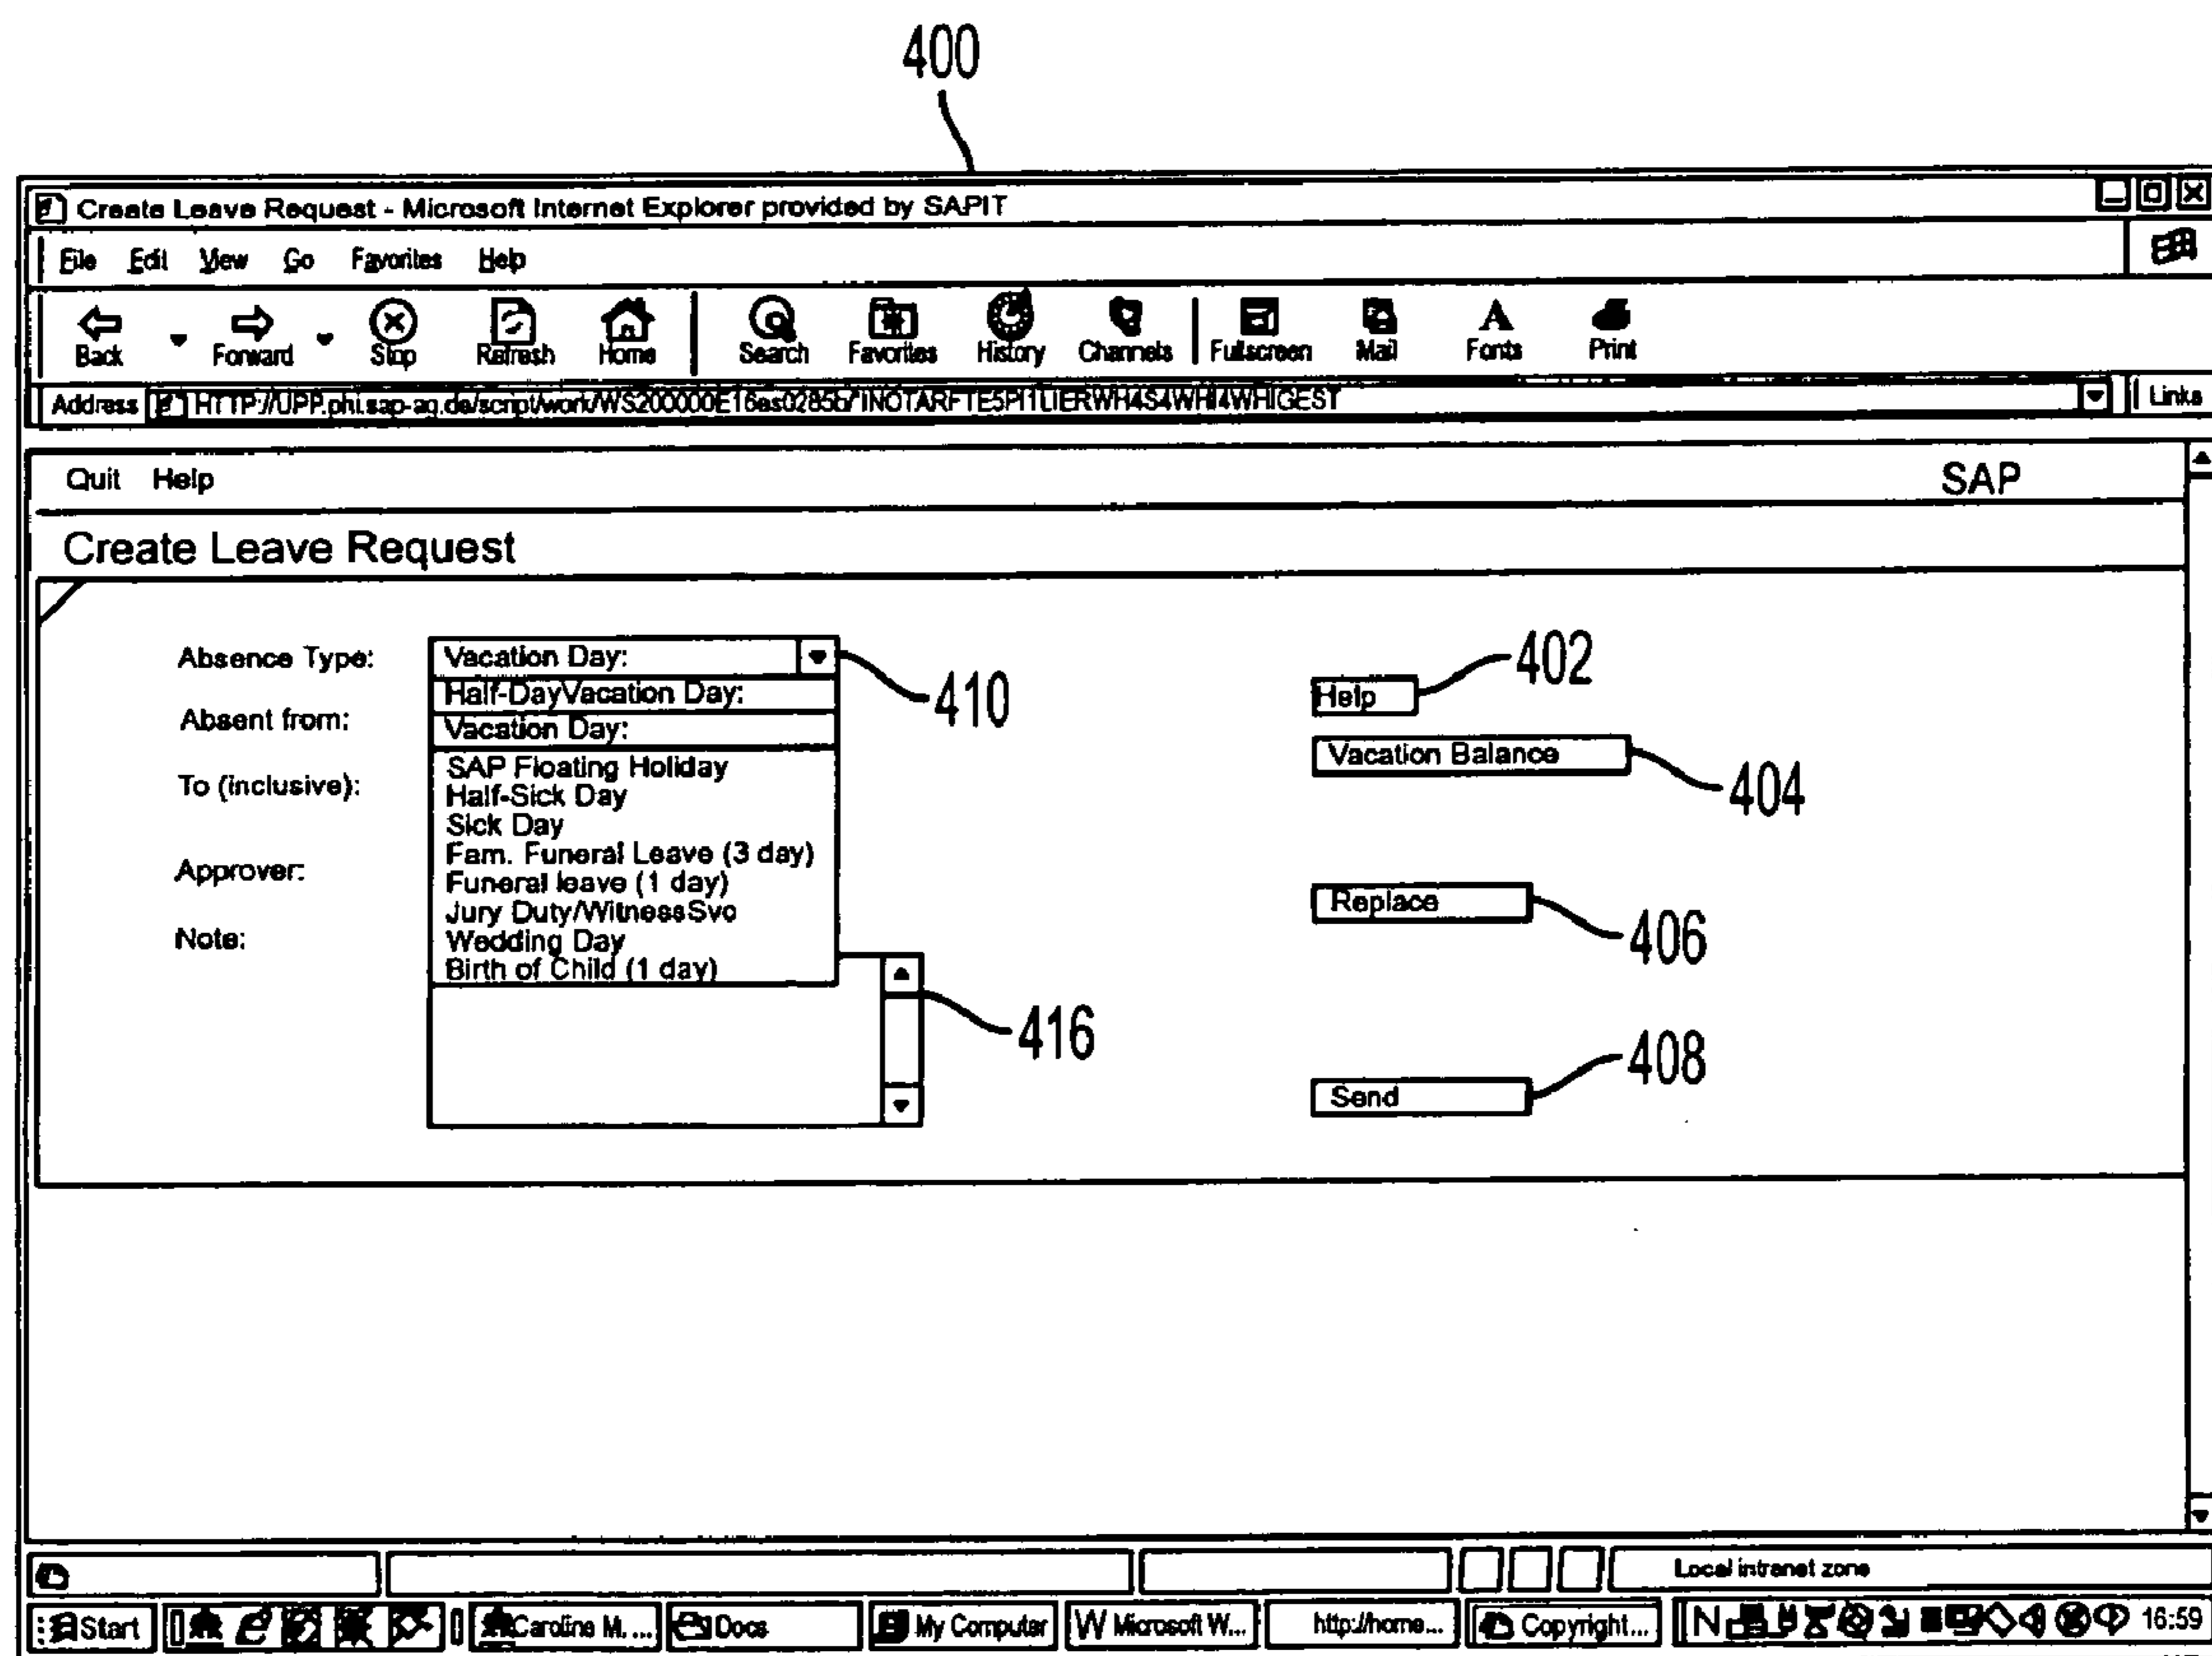 400
Create Leave Request - Microsoft Internet Explorer provided by SAPIT
File Edit View Go Favorites Help
Back Forward Stop Refresh Home Search Favorites History Channels Fullscreen Mail Fonts Print
Address Links
Quit Help SAP
Create Leave Request
Absence Type: Vacation Day: 410 Help 402
Half-DayVacation Day:
Absent from: Vacation Day: Vacation Balance 404
SAP Floating Holiday
To (inclusive): Half-Sick Day
Sick Day
Fam. Funeral Leave (3 day)
Approver: Funeral leave (1 day) Replace 406
Jury Duty/WitnessSvc
Note: Wedding Day
Birth of Child (1 day)
416
Send 408
Local intranet zone
Start Caroline M. ... Docs My Computer W Microsoft W... http://home... Copyright... N 16:59